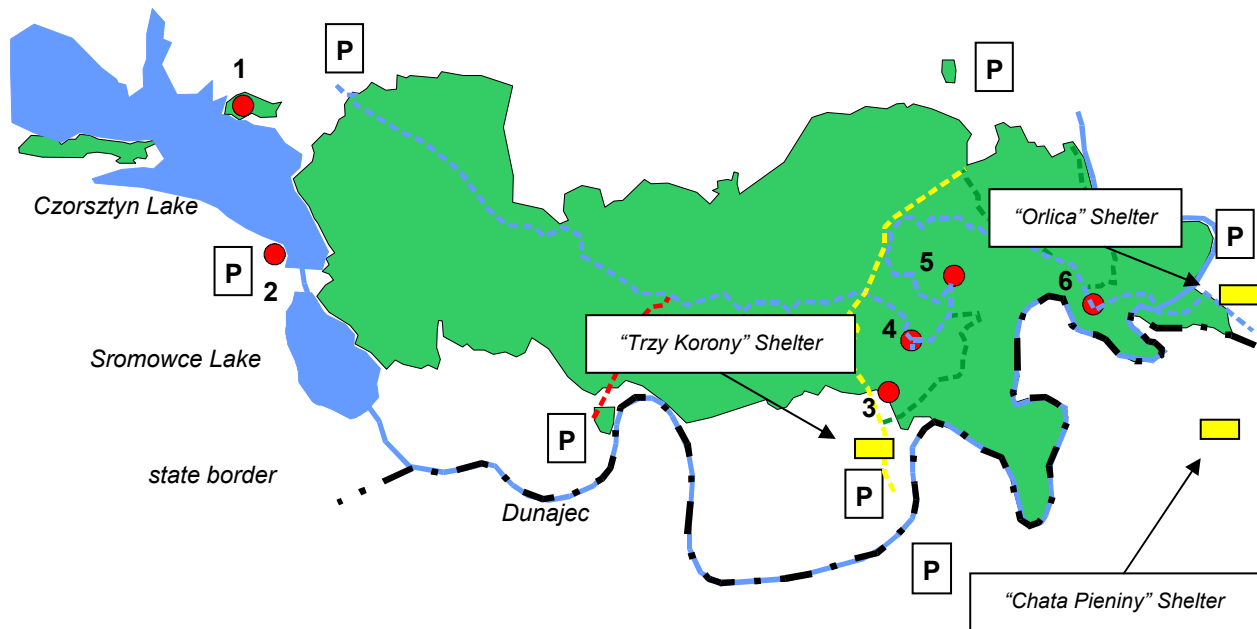 P
1
P
"Orlica" Shelter
Czorsztyn Lake
P
P
2
5
6
4
"Trzy Korony" Shelter
Sromowce Lake
3
P
state border
P
Dunajec
P
"Chata Pieniny" Shelter